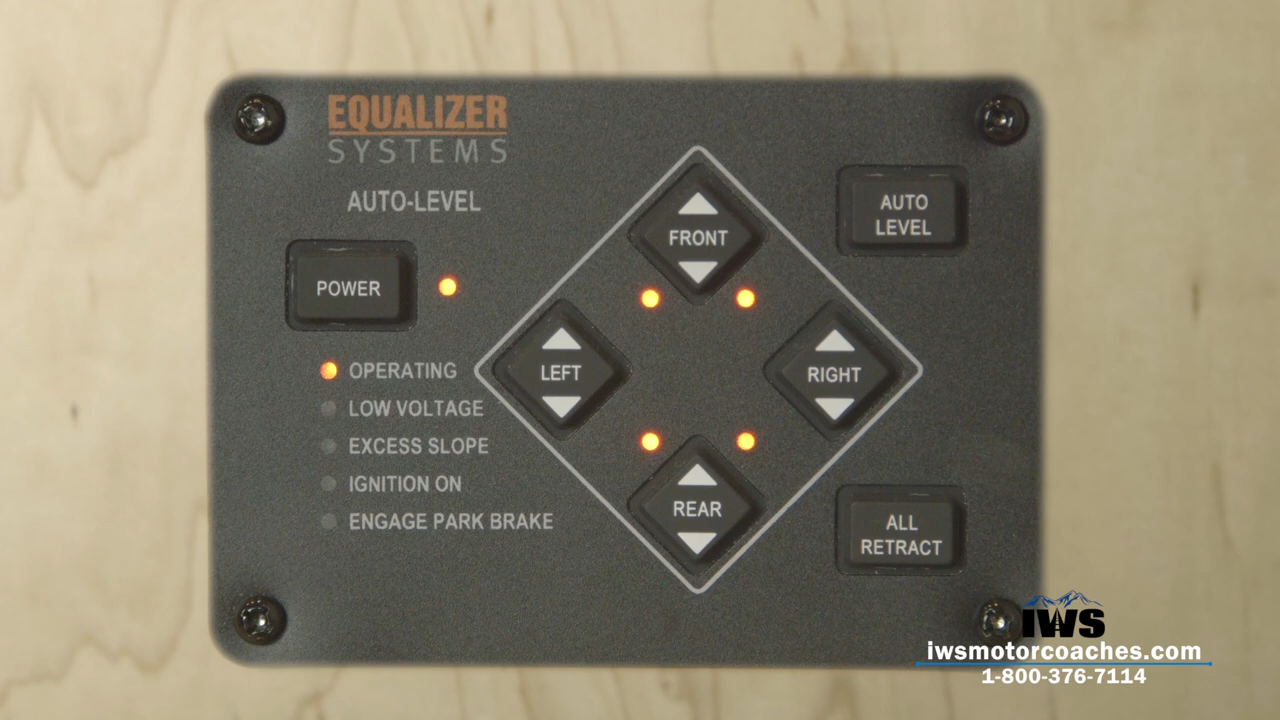 EQUALIZER
SYSTEMS
AUTO-LEVEL
POWER
OPERATING
LOW VOLTAGE
EXCESS SLOPE
IGNITION ON
ENGAGE PARK BRAKE
FRONT
LEFT
RIGHT
REAR
AUTO
LEVEL
ALL
RETRACT
IWS
iwsmotorcoaches.com
1-800-376-7114